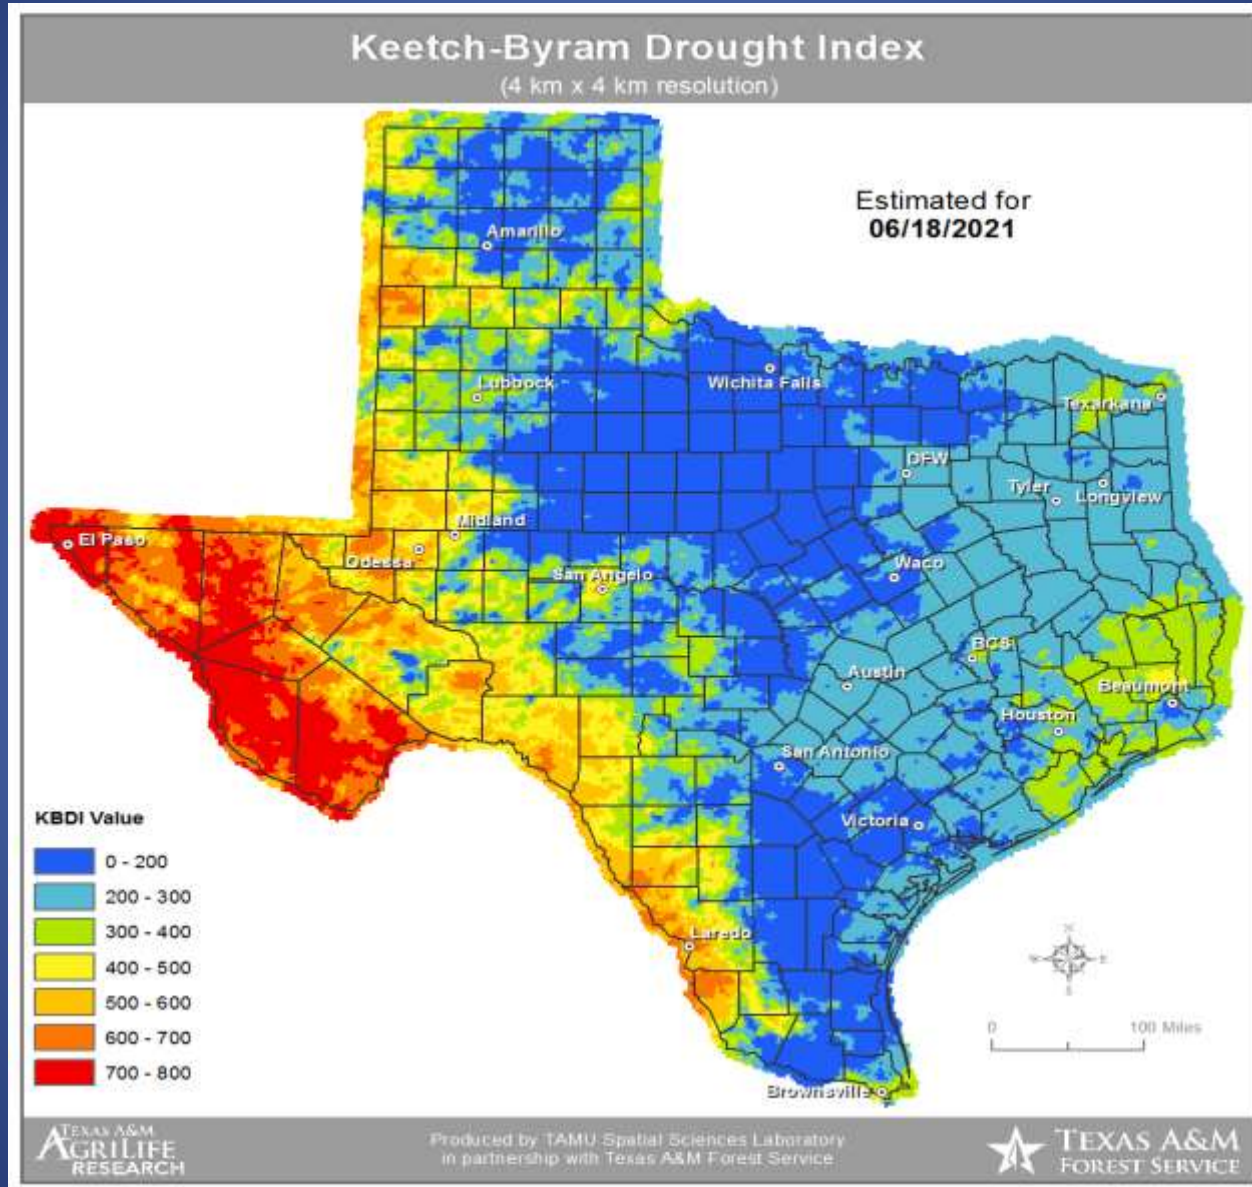 Keetch-Byram Drought Index
(4 km x 4 km resolution)
Estimated for
06/18/2021
Amarillo
Lubbock
Wichita Falls
Texarkana
DFW
Tyler
Longview
Midland
El Paso
Odessa
San Angelo
Waco
BCS
Austin
Beaumont
Houston
San Antonio
Victoria
Laredo
Brownsville
KBDI Value
0 - 200
200 - 300
300 - 400
400 - 500
500 - 600
600 - 700
700 - 800
N
W E
S
0 100 Miles
TEXAS A&M
AGRILIFE
RESEARCH
Produced by TAMU Spatial Sciences Laboratory
in partnership with Texas A&M Forest Service
TEXAS A&M
FOREST SERVICE